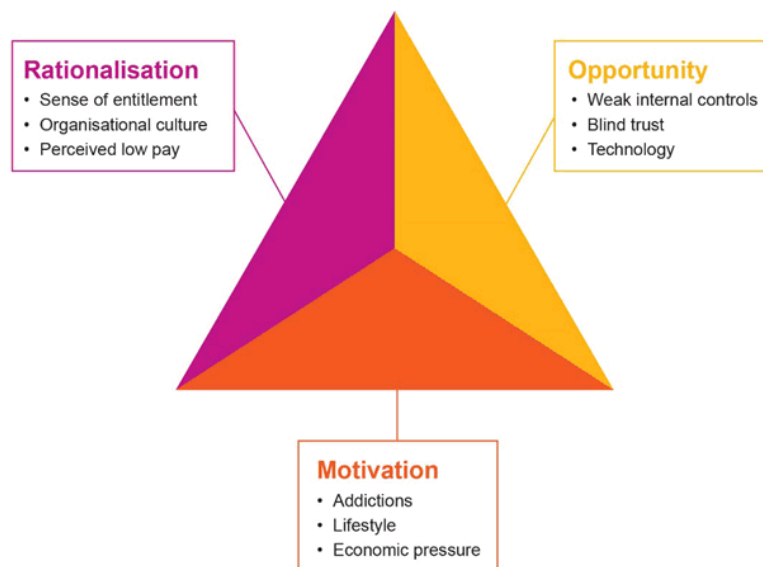 Rationalisation
• Sense of entitlement
• Organisational culture
• Perceived low pay
Opportunity
• Weak internal controls
• Blind trust
• Technology
Motivation
• Addictions
• Lifestyle
• Economic pressure